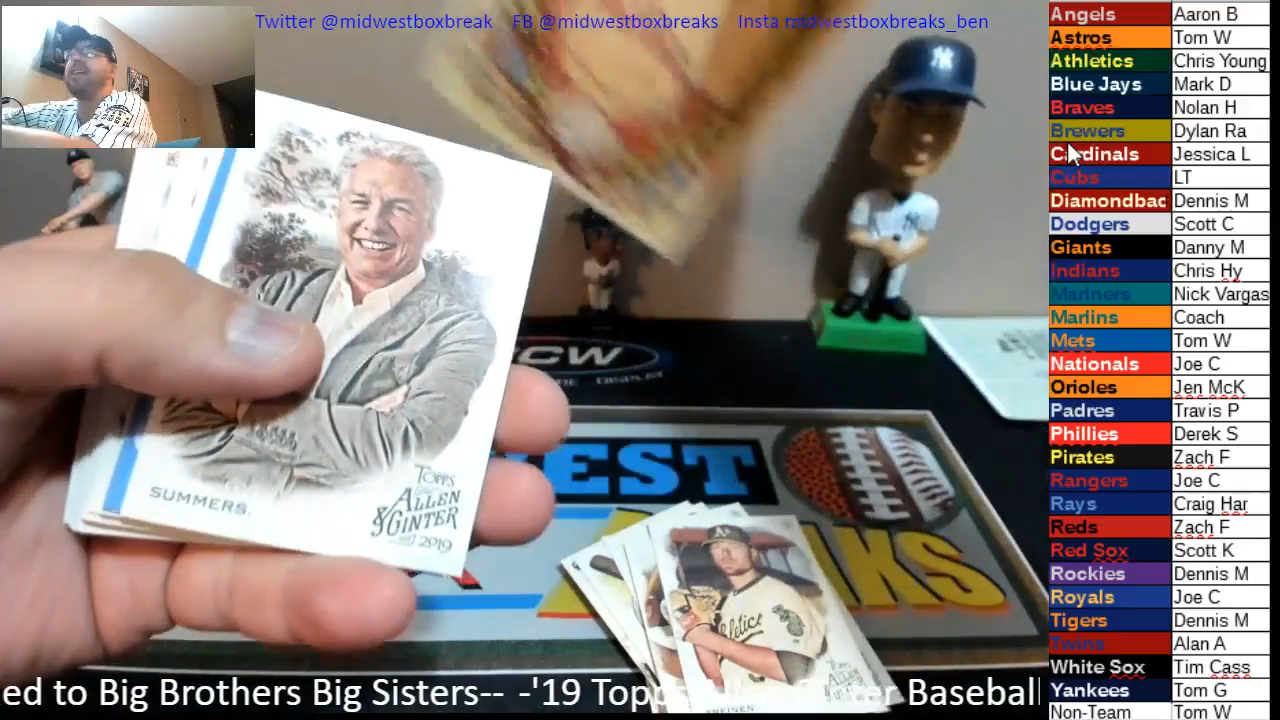 Twitter @midwestboxbreak FB @midwestboxbreaks Insta midwestboxbreaks_ben
Angels Aaron B
Astros Tom W
Athletics Chris Young
Blue Jays Mark D
Braves Nolan H
Brewers Dylan Ra
Cardinals Jessica L
Cubs LT
Diamondbac Dennis M
Dodgers Scott C
Giants Danny M
Indians Chris Hy
Mariners Nick Vargas
Marlins Coach
Mets Tom W
Nationals Joe C
Orioles Jen McK
Padres Travis P
Phillies Derek S
Pirates Zach F
Rangers Joe C
Rays Craig Har
Reds Zach F
Red Sox Scott K
Rockies Dennis M
Royals Joe C
Tigers Dennis M
Twins Alan A
White Sox Tim Cass
Yankees Tom G
Non-Team Tom W
SUMMERS
TOPPS
ALLEN
& GINTER
2019
CW
EST
AKS
ed to Big Brothers Big Sisters-- -'19 Topps Baseball